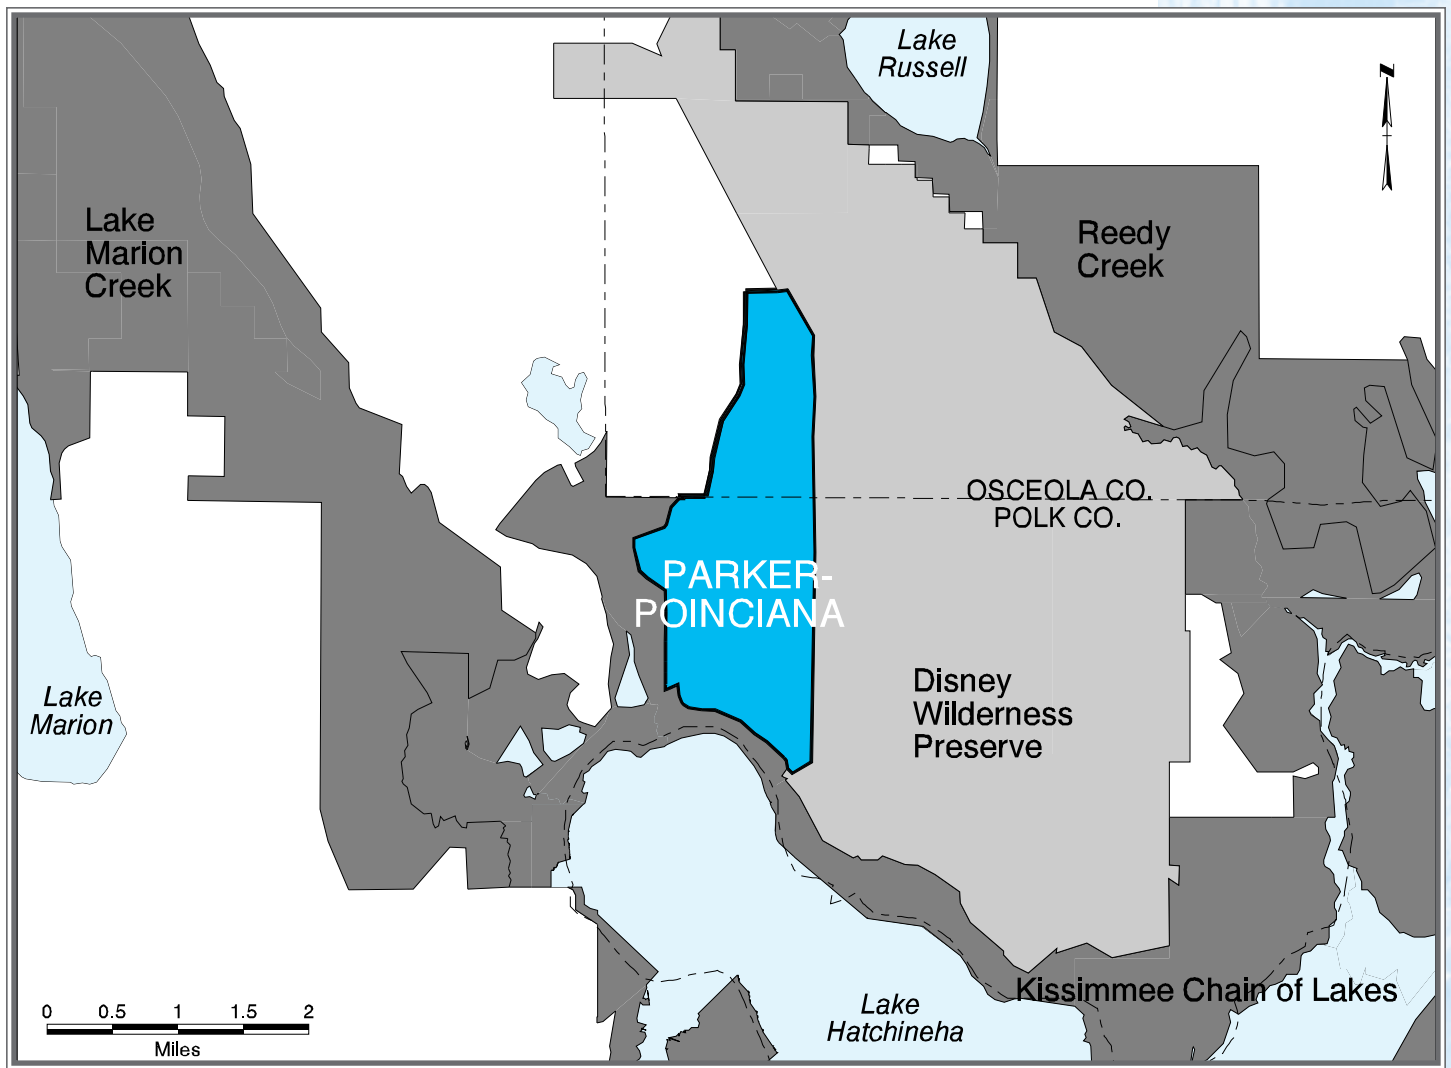 Lake
Russell
N
Lake
Marion
Creek
Reedy
Creek
OSCEOLA CO.
POLK CO.
PARKER-
POINCIANA
Disney
Wilderness
Preserve
Lake
Marion
Kissimmee Chain of Lakes
Lake
Hatchineha
0 0.5 1 1.5 2
Miles